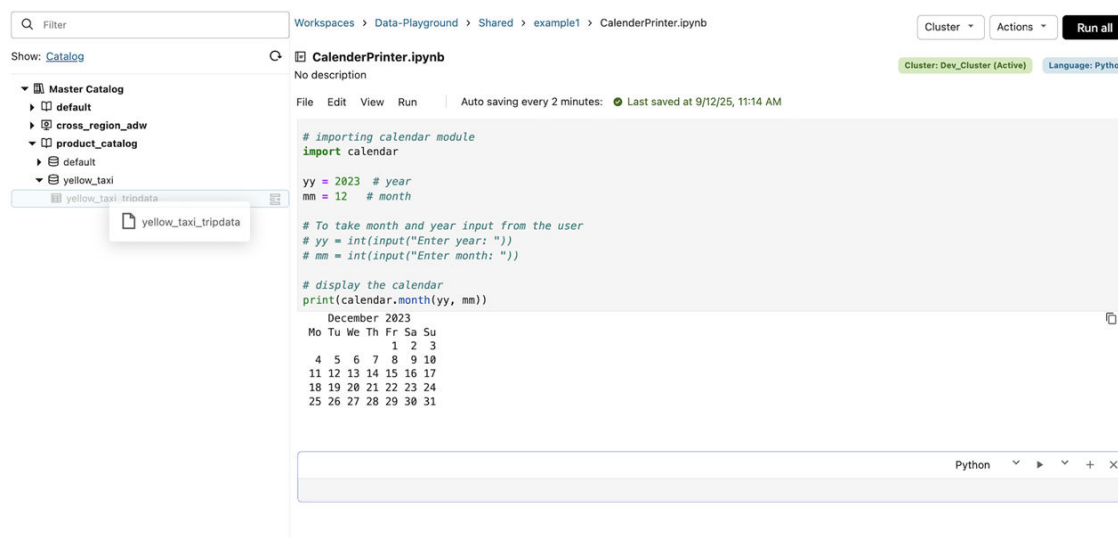 Filter
Workspaces > Data-Playground > Shared > example1 > CalenderPrinter.ipynb
Cluster
Actions
Run all
Show: Catalog
CalenderPrinter.ipynb
No description
Cluster: Dev_Cluster (Active)
Language: Pytho
File Edit View Run
Auto saving every 2 minutes:
Last saved at 9/12/25, 11:14 AM
Master Catalog
default
cross_region_adw
product_catalog
default
yellow_taxi
yellow_taxi_tripdata
yellow_taxi_tripdata
# importing calendar module
import calendar
yy = 2023  # year
mm = 12   # month
# To take month and year input from the user
# yy = int(input("Enter year: "))
# mm = int(input("Enter month: "))
# display the calendar
print(calendar.month(yy, mm))
December 2023
Mo Tu We Th Fr Sa Su
1  2  3
4  5  6  7  8  9 10
11 12 13 14 15 16 17
18 19 20 21 22 23 24
25 26 27 28 29 30 31
Python